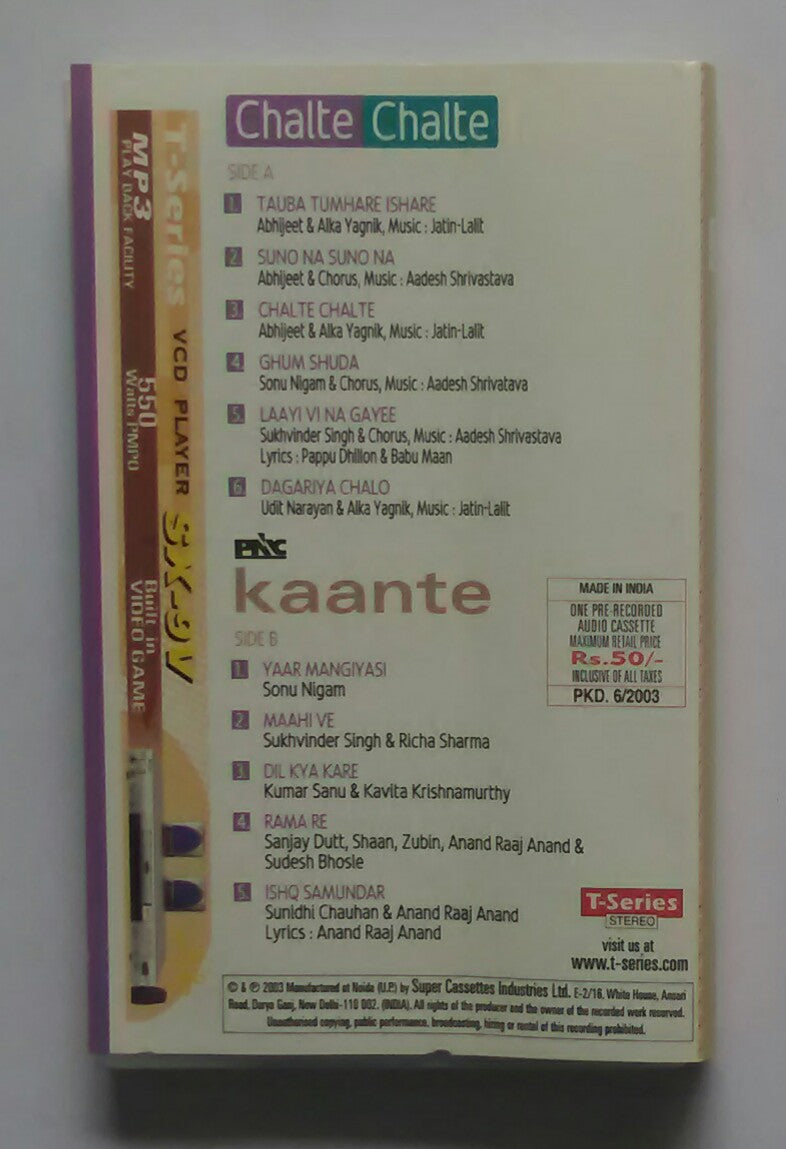 Chalte Chalte
SIDE A
1. TAUBA TUMHARE ISHARE
Abhijeet & Alka Yagnik, Music : Jatin-Lalit
2. SUNO NA SUNO NA
Abhijeet & Chorus, Music : Aadesh Shrivastava
3. CHALTE CHALTE
Abhijeet & Alka Yagnik, Music : Jatin-Lalit
4. GHUM SHUDA
Sonu Nigam & Chorus, Music : Aadesh Shrivatava
5. LAAYI VI NA GAYEE
Sukhvinder Singh & Chorus, Music : Aadesh Shrivastava
Lyrics : Pappu Dhillon & Babu Maan
6. DAGARIYA CHALO
Udit Narayan & Alka Yagnik, Music : Jatin-Lalit
kaante
SIDE B
1. YAAR MANGIYASI
Sonu Nigam
2. MAAHI VE
Sukhvinder Singh & Richa Sharma
3. DIL KYA KARE
Kumar Sanu & Kavita Krishnamurthy
4. RAMA RE
Sanjay Dutt, Shaan, Zubin, Anand Raaj Anand &
Sudesh Bhosle
5. ISHQ SAMUNDAR
Sunidhi Chauhan & Anand Raaj Anand
Lyrics : Anand Raaj Anand
MADE IN INDIA
ONE PRE-RECORDED
AUDIO CASSETTE
MAXIMUM RETAIL PRICE
Rs.50/-
INCLUSIVE OF ALL TAXES
PKD. 6/2003
T-Series
STEREO
visit us at
www.t-series.com
© & ℗ 2003 Manufactured at Noida (U.P.) by Super Cassettes Industries Ltd. E-2/16, White House, Ansari
Road, Darya Ganj, New Delhi-110 002. (INDIA). All rights of the producer and the owner of the recorded work reserved.
Unauthorised copying, public performance, broadcasting, hiring or rental of this recording prohibited.
T-Series VCD PLAYER SX-9V
MP3
PLAY BACK FACILITY
550
Watts PMPO
Built in
VIDEO GAME